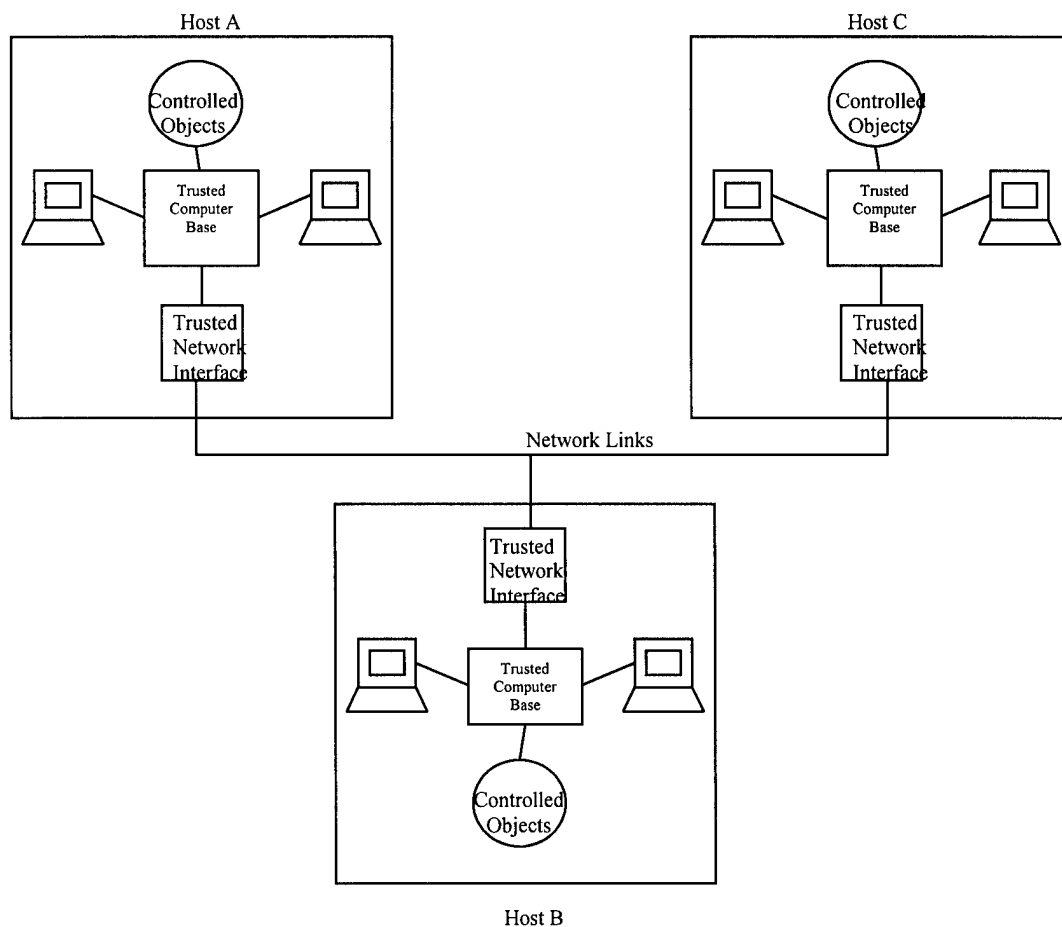 Host A
Controlled
Objects
Trusted
Computer
Base
Trusted
Network
Interface
Host C
Controlled
Objects
Trusted
Computer
Base
Trusted
Network
Interface
Network Links
Trusted
Network
Interface
Trusted
Computer
Base
Controlled
Objects
Host B